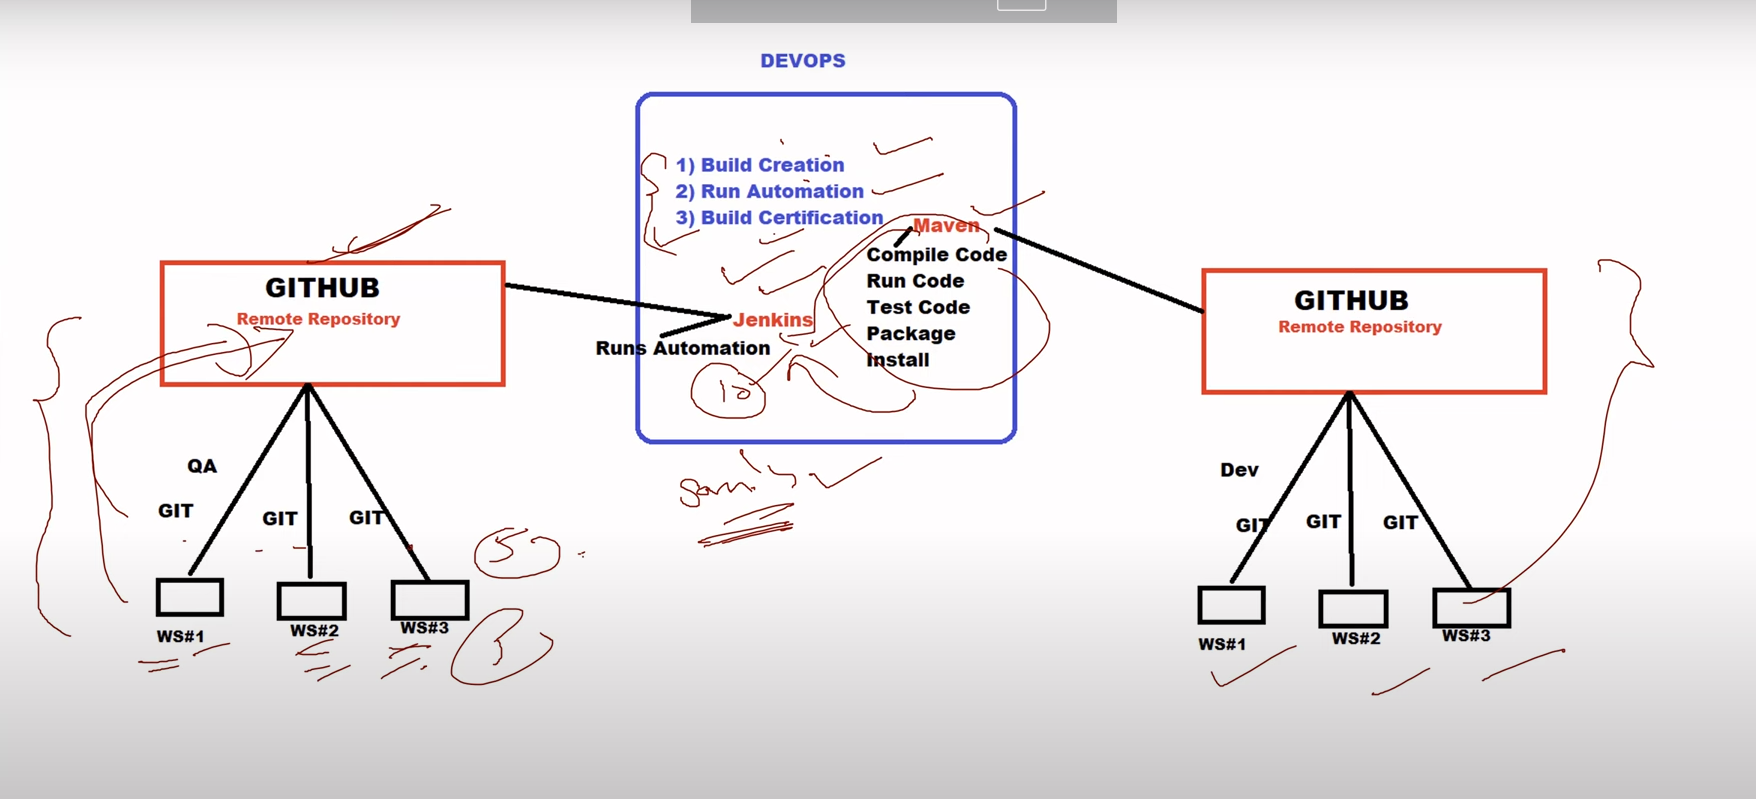 DEVOPS
1) Build Creation
2) Run Automation
3) Build Certification
Maven
Compile Code
Run Code
Test Code
Package
Install
Jenkins
Runs Automation
10
GITHUB
Remote Repository
QA
GIT
GIT
GIT
WS#1
WS#2
WS#3
50
GITHUB
Remote Repository
Dev
GIT
GIT
GIT
WS#1
WS#2
WS#3